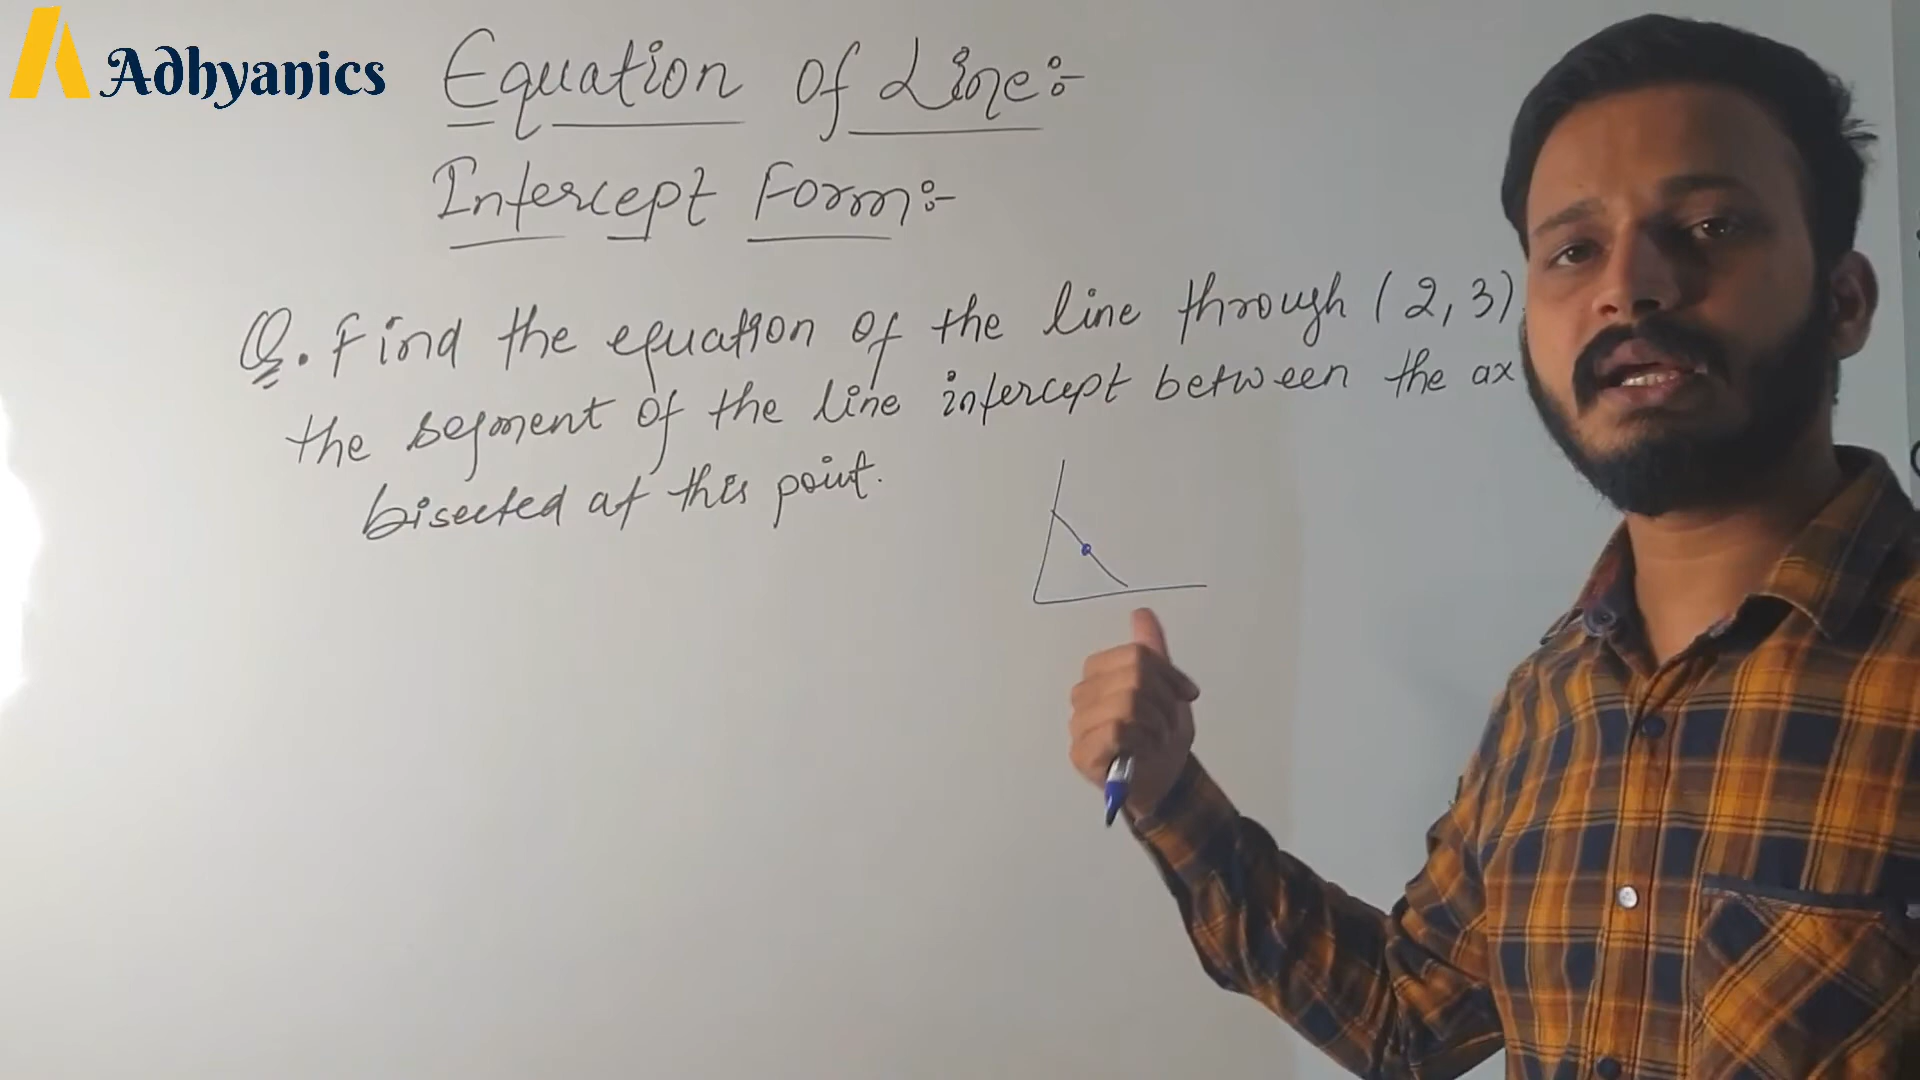 Adhyanics
Equation of Line:-
Intercept Form:-
Q. Find the equation of the line through (2,3)
the segment of the line intercept between the ax
bisected at this point.